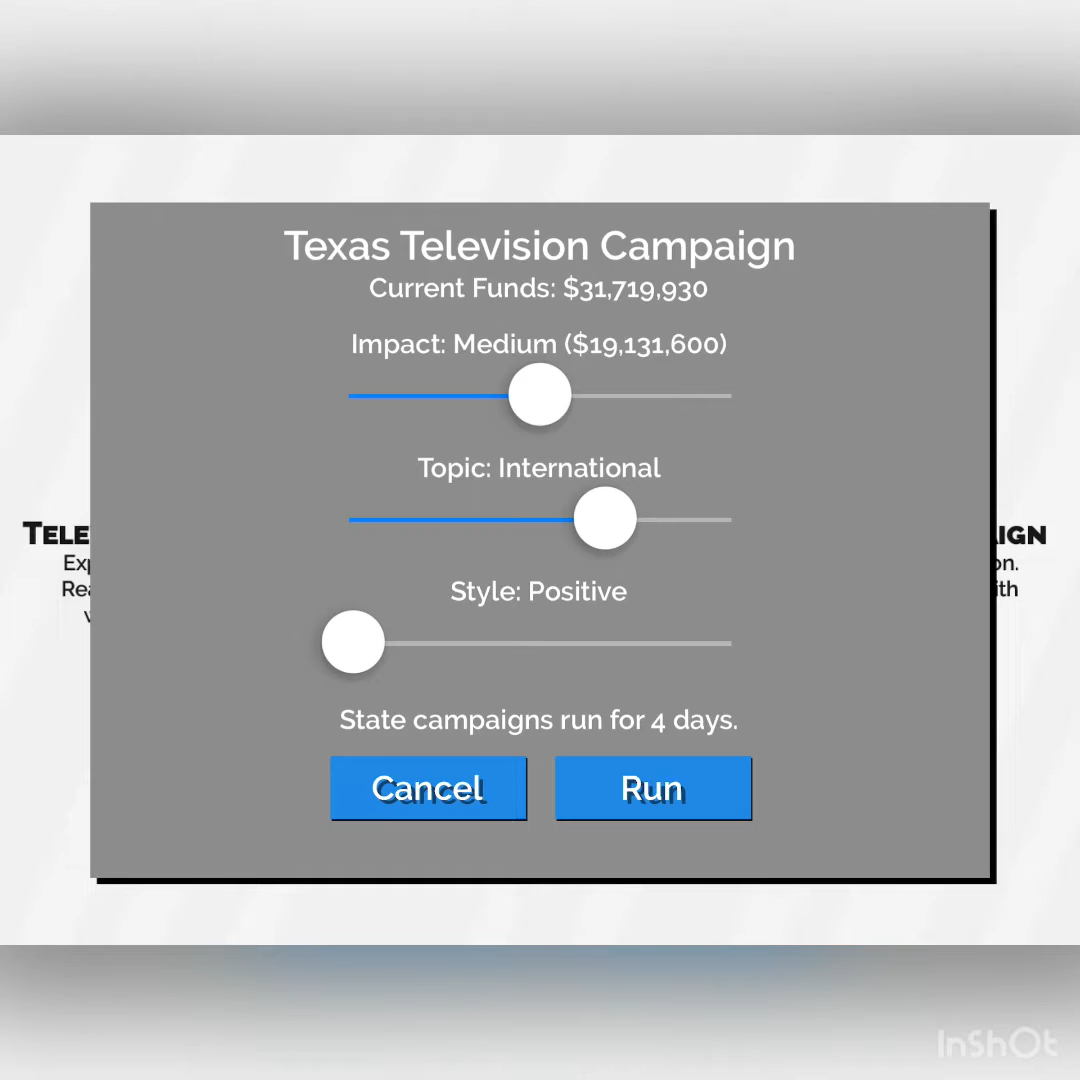 Texas Television Campaign
Current Funds: $31,719,930
Impact: Medium ($19,131,600)
Topic: International
Style: Positive
State campaigns run for 4 days.
Cancel
Run
InShOt